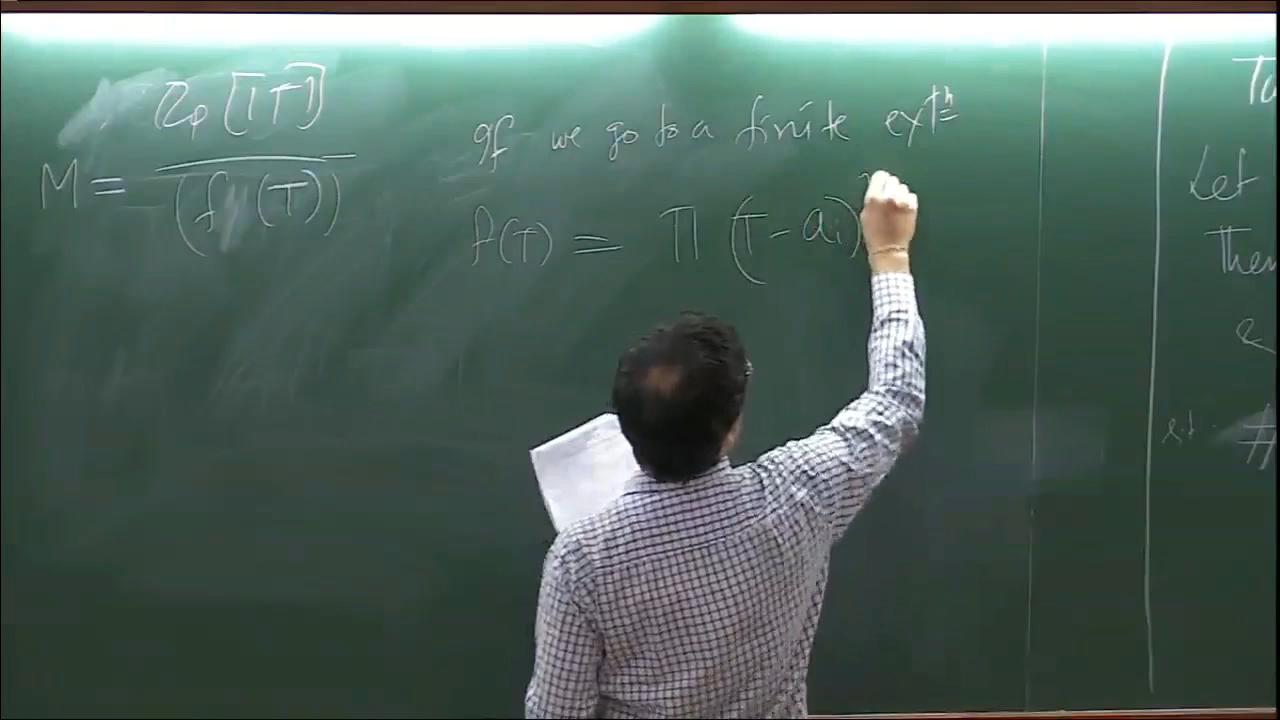 M = Zp[[T]] / (f(T))
If we go to a finite extn
f(T) = Π (T - ai)
Let
Then
&
s.t. #